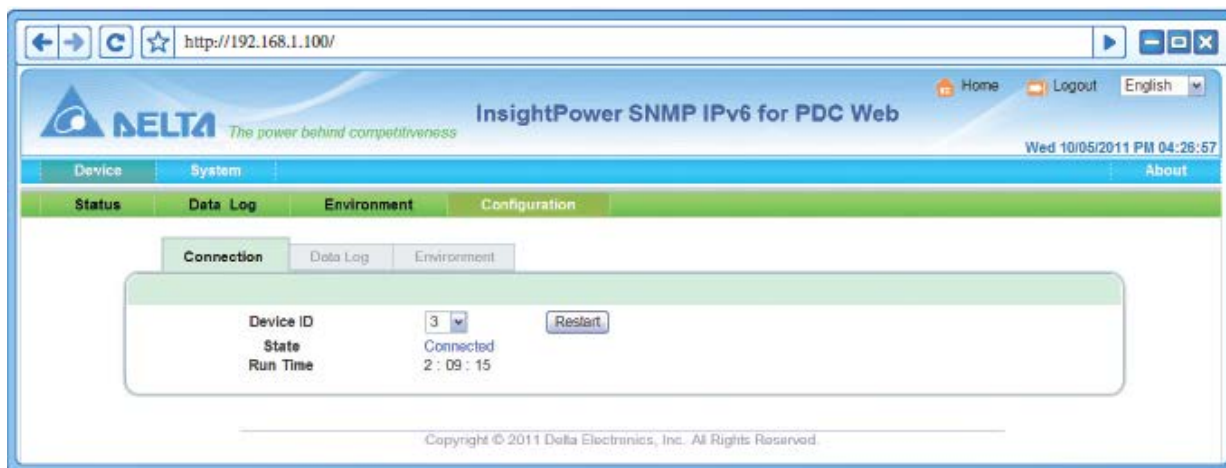 http://192.168.1.100/
Home Logout English
DELTA The power behind competitiveness InsightPower SNMP IPv6 for PDC Web
Wed 10/05/2011 PM 04:26:57
Device System About
Status Data Log Environment Configuration
Connection Data Log Environment
Device ID 3 Restart
State Connected
Run Time 2 : 09 : 15
Copyright © 2011 Delta Electronics, Inc. All Rights Reserved.